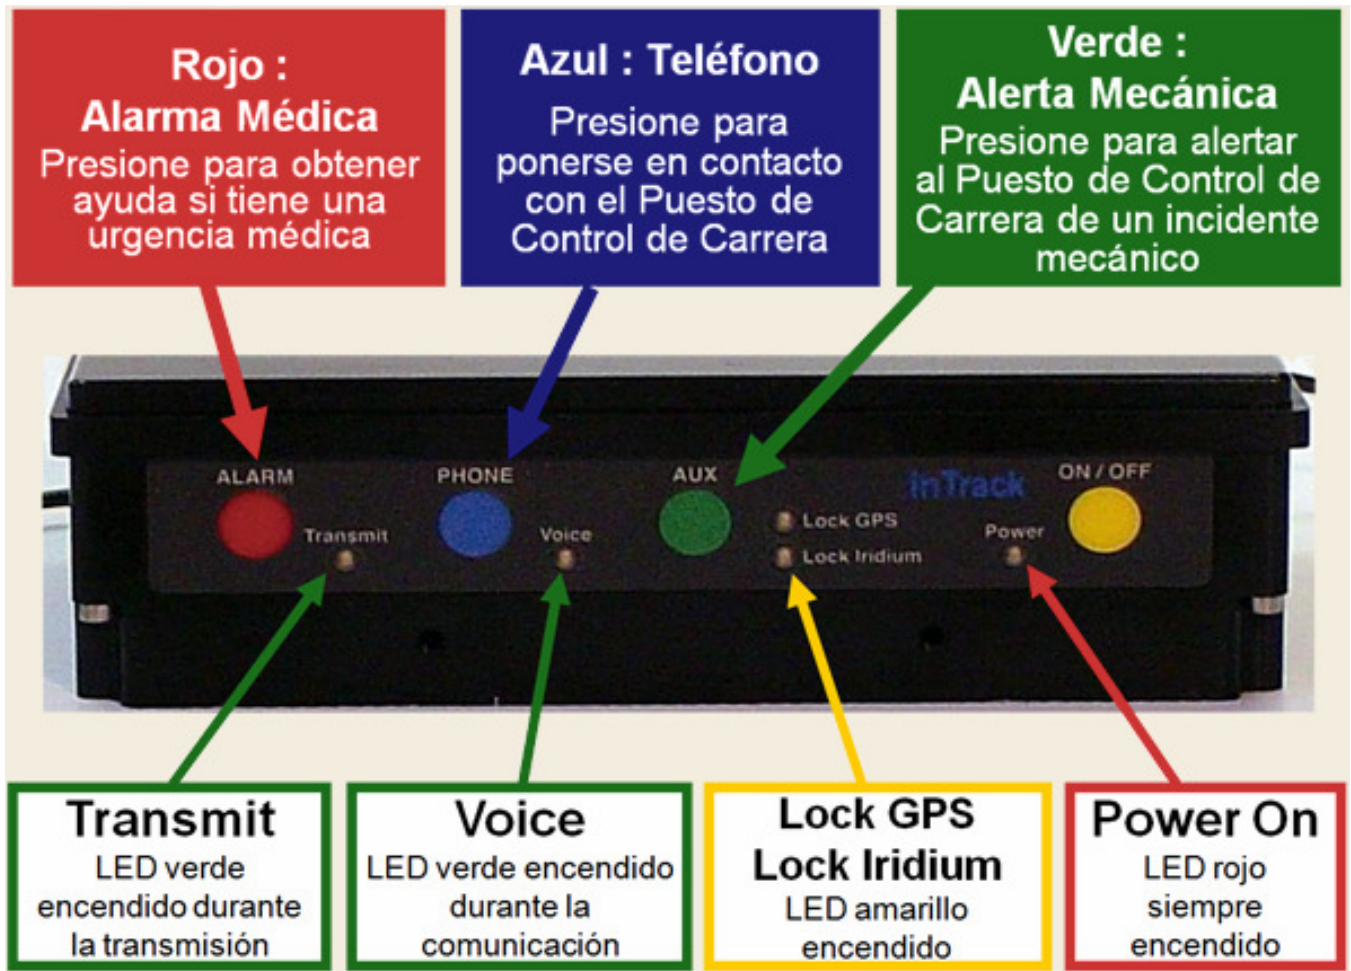 Rojo :
Alarma Médica
Presione para obtener
ayuda si tiene una
urgencia médica
Azul : Teléfono
Presione para
ponerse en contacto
con el Puesto de
Control de Carrera
Verde :
Alerta Mecánica
Presione para alertar
al Puesto de Control de
Carrera de un incidente
mecánico
ALARM
Transmit
PHONE
Voice
AUX
Lock GPS
Lock Iridium
inTrack
Power
ON / OFF
Transmit
LED verde
encendido durante
la transmisión
Voice
LED verde encendido
durante la
comunicación
Lock GPS
Lock Iridium
LED amarillo
encendido
Power On
LED rojo
siempre
encendido